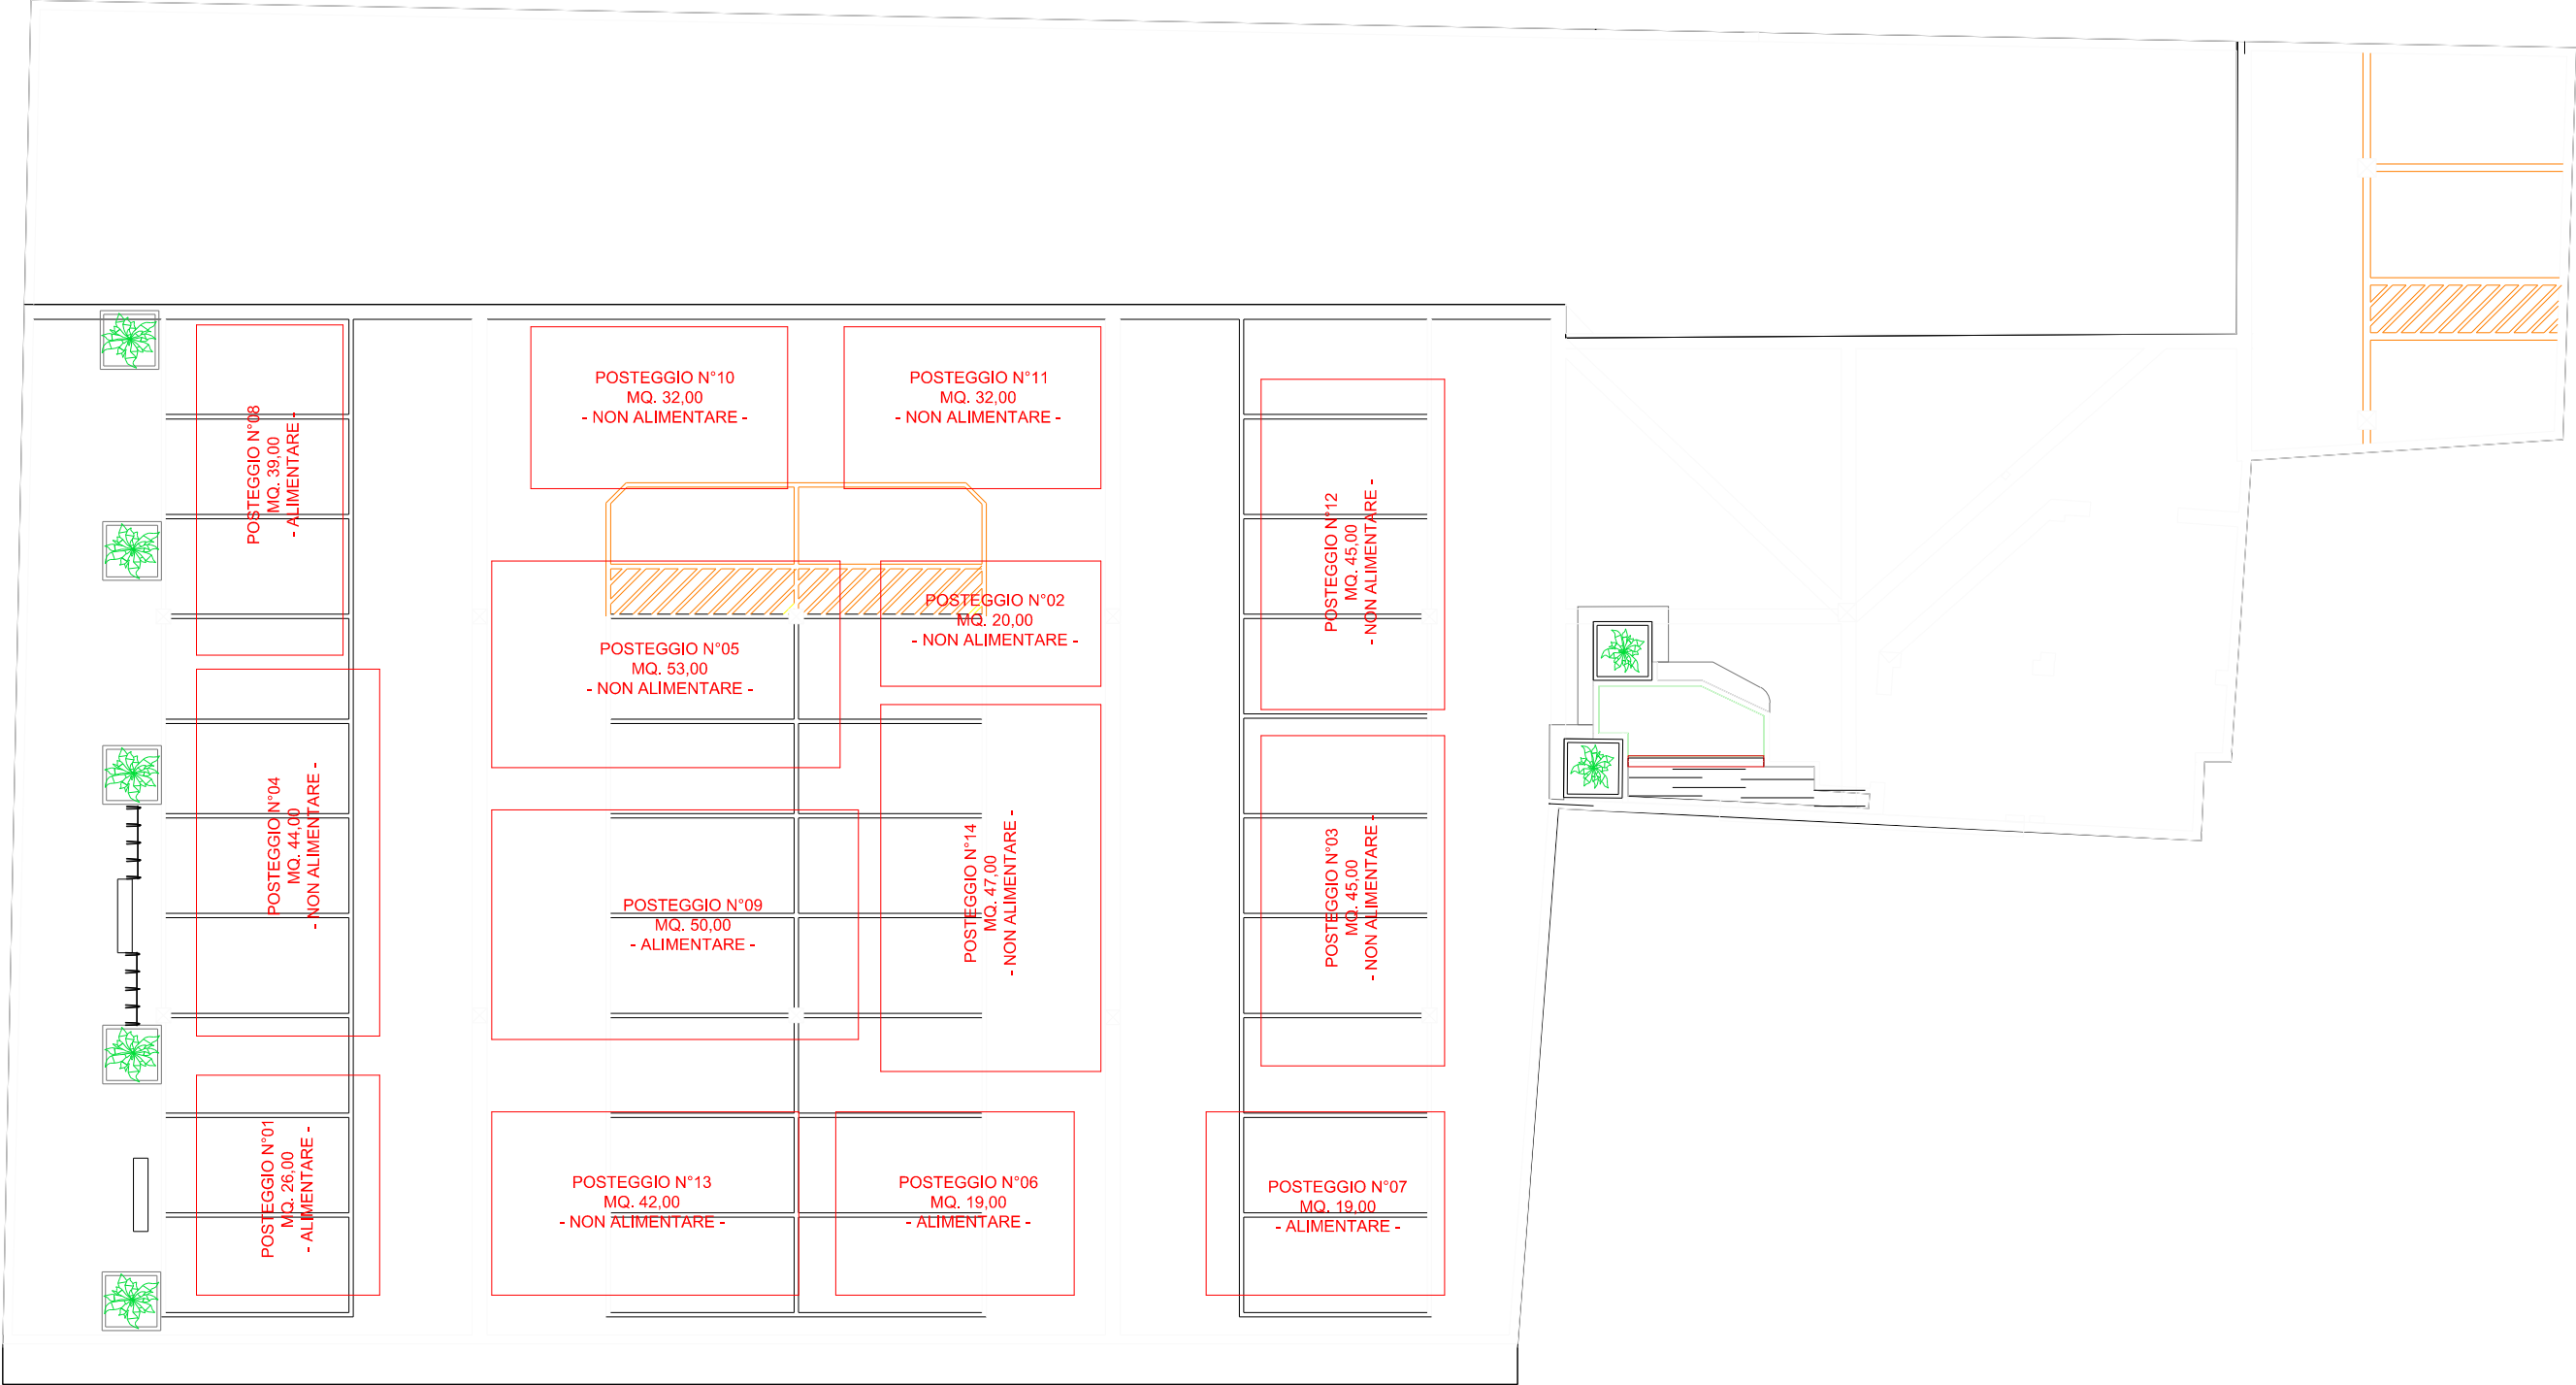 POSTEGGIO N°08
MQ. 39,00
- ALIMENTARE -
POSTEGGIO N°10
MQ. 32,00
- NON ALIMENTARE -
POSTEGGIO N°11
MQ. 32,00
- NON ALIMENTARE -
POSTEGGIO N°12
MQ. 45,00
- NON ALIMENTARE -
POSTEGGIO N°05
MQ. 53,00
- NON ALIMENTARE -
POSTEGGIO N°02
MQ. 20,00
- NON ALIMENTARE -
POSTEGGIO N°04
MQ. 44,00
- NON ALIMENTARE -
POSTEGGIO N°09
MQ. 50,00
- ALIMENTARE -
POSTEGGIO N°14
MQ. 47,00
- NON ALIMENTARE -
POSTEGGIO N°03
MQ. 45,00
- NON ALIMENTARE -
POSTEGGIO N°01
MQ. 26,00
- ALIMENTARE -
POSTEGGIO N°13
MQ. 42,00
- NON ALIMENTARE -
POSTEGGIO N°06
MQ. 19,00
- ALIMENTARE -
POSTEGGIO N°07
MQ. 19,00
- ALIMENTARE -